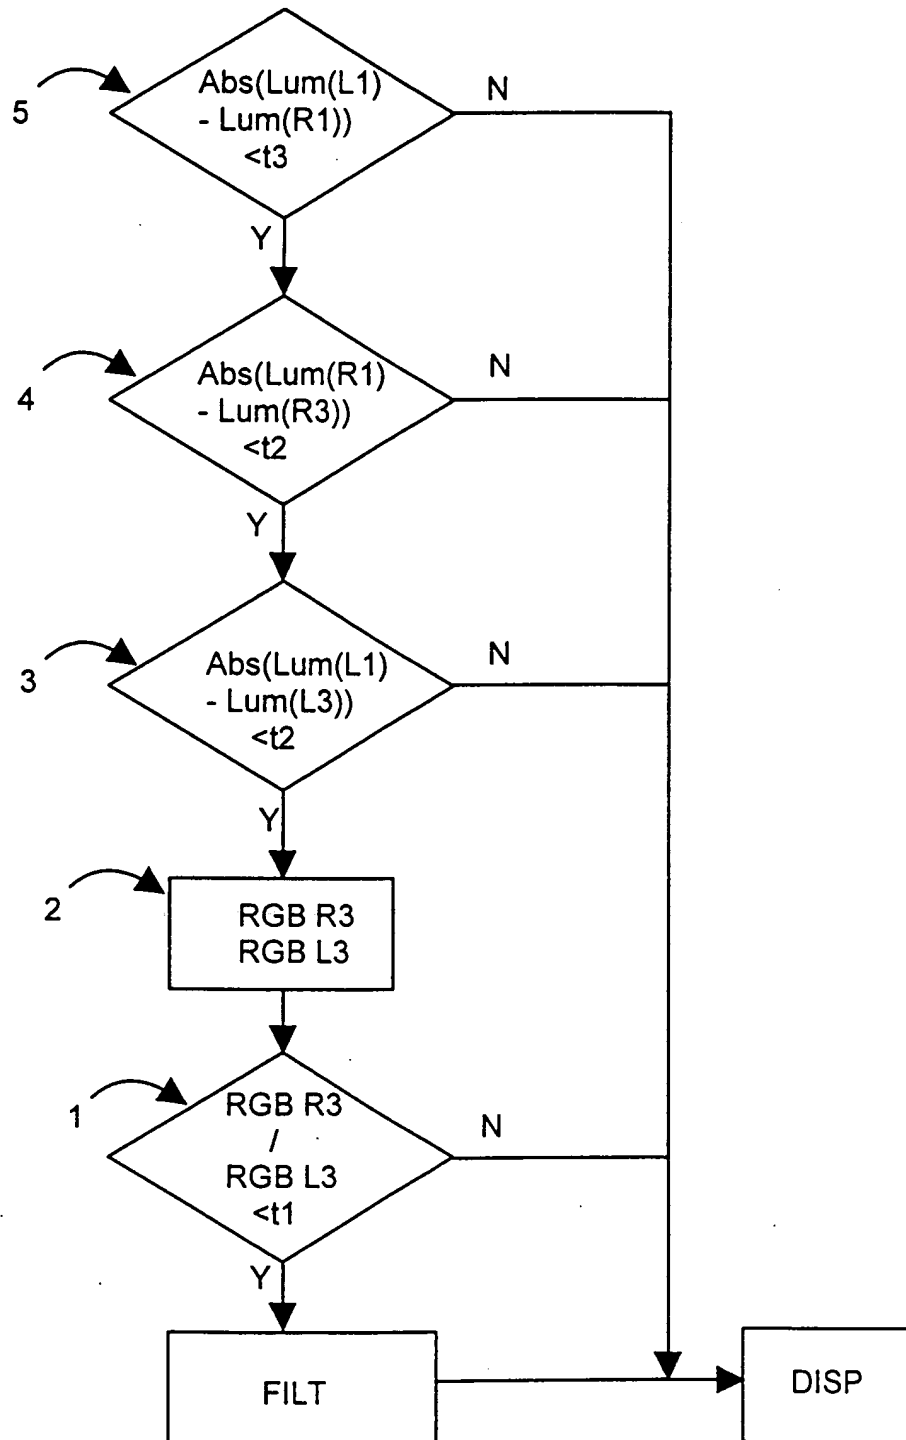 5
Abs(Lum(L1)
- Lum(R1))
<t3
N
Y
4
Abs(Lum(R1)
- Lum(R3))
<t2
N
Y
3
Abs(Lum(L1)
- Lum(L3))
<t2
N
Y
2
RGB R3
RGB L3
1
RGB R3
/
RGB L3
<t1
N
Y
FILT
DISP